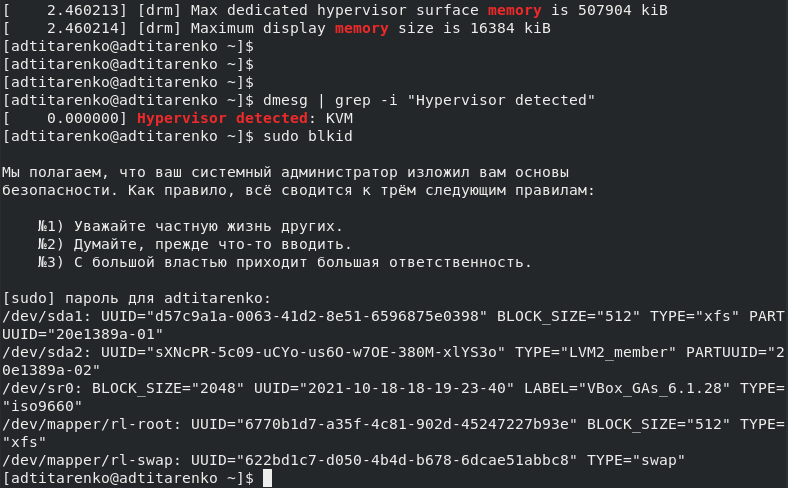 [    2.460213] [drm] Max dedicated hypervisor surface memory is 507904 kiB
[    2.460214] [drm] Maximum display memory size is 16384 kiB
[adtitarenko@adtitarenko ~]$
[adtitarenko@adtitarenko ~]$
[adtitarenko@adtitarenko ~]$
[adtitarenko@adtitarenko ~]$ dmesg | grep -i "Hypervisor detected"
[    0.000000] Hypervisor detected: KVM
[adtitarenko@adtitarenko ~]$ sudo blkid

Мы полагаем, что ваш системный администратор изложил вам основы
безопасности. Как правило, всё сводится к трём следующим правилам:

    №1) Уважайте частную жизнь других.
    №2) Думайте, прежде что-то вводить.
    №3) С большой властью приходит большая ответственность.

[sudo] пароль для adtitarenko:
/dev/sda1: UUID="d57c9a1a-0063-41d2-8e51-6596875e0398" BLOCK_SIZE="512" TYPE="xfs" PART
UUID="20e1389a-01"
/dev/sda2: UUID="sXNcPR-5c09-uCYo-us6O-w7OE-380M-xlYS3o" TYPE="LVM2_member" PARTUUID="2
0e1389a-02"
/dev/sr0: BLOCK_SIZE="2048" UUID="2021-10-18-18-19-23-40" LABEL="VBox_GAs_6.1.28" TYPE=
"iso9660"
/dev/mapper/rl-root: UUID="6770b1d7-a35f-4c81-902d-45247227b93e" BLOCK_SIZE="512" TYPE=
"xfs"
/dev/mapper/rl-swap: UUID="622bd1c7-d050-4b4d-b678-6dcae51abbc8" TYPE="swap"
[adtitarenko@adtitarenko ~]$